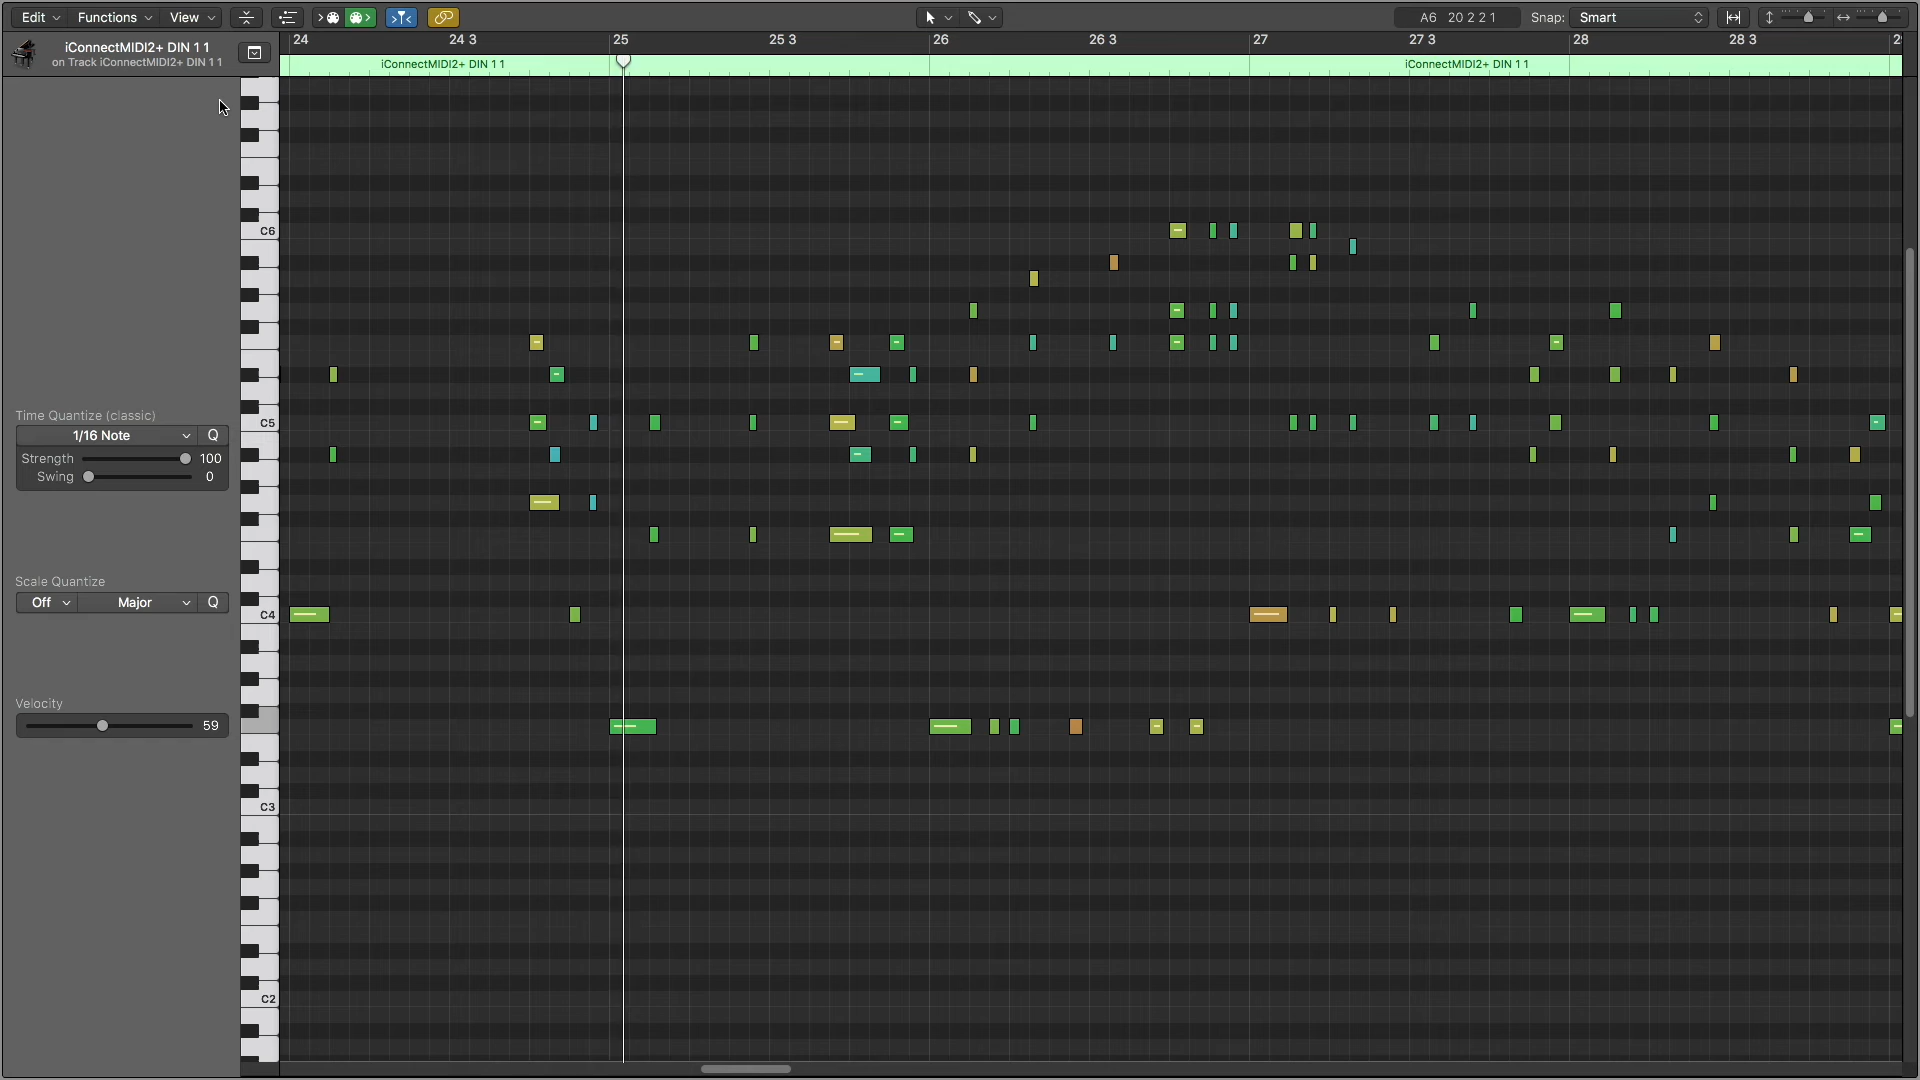 Edit
Functions
View
A6 20 2 2 1
Snap: Smart
iConnectMIDI2+ DIN 1 1
on Track iConnectMIDI2+ DIN 1 1
24
24 3
25
25 3
26
26 3
27
27 3
28
28 3
iConnectMIDI2+ DIN 1 1
iConnectMIDI2+ DIN 1 1
C6
Time Quantize (classic)
C5
1/16 Note Q
Strength 100
Swing 0
Scale Quantize
Off Major Q
C4
Velocity
59
C3
C2